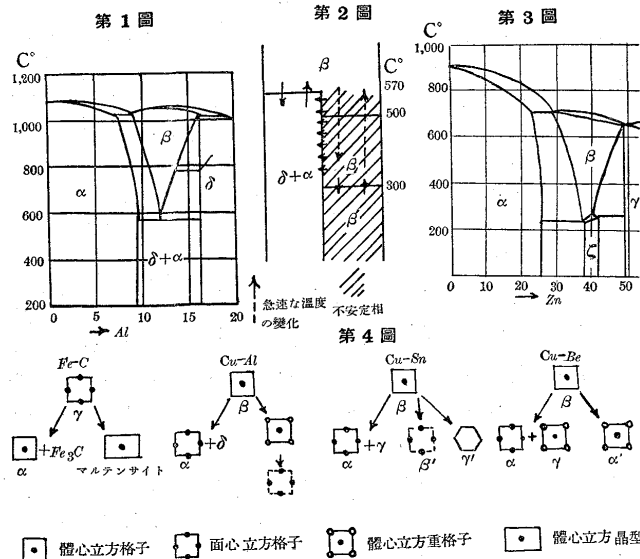 第1圖
C°
1,200
1,000
800
600
400
200
α
β
δ
δ+α
0 5 10 15 20
→ Al
第2圖
β
C°
570
500
300
δ+α
β₁
β'
急速な溫度
の變化
不安定相
第3圖
C°
1,000
800
600
400
200
α
β
γ
ζ
0 10 20 30 40 50
→ Zn
第4圖
Fe-C
γ
α
+Fe₃C
マルテンサイト
Cu-Al
β
α
+δ
Cu-Sn
β
α
+γ
β'
γ'
Cu-Be
β
α
+
γ
α'
體心立方格子
面心立方格子
體心立方重格子
體心立方晶型